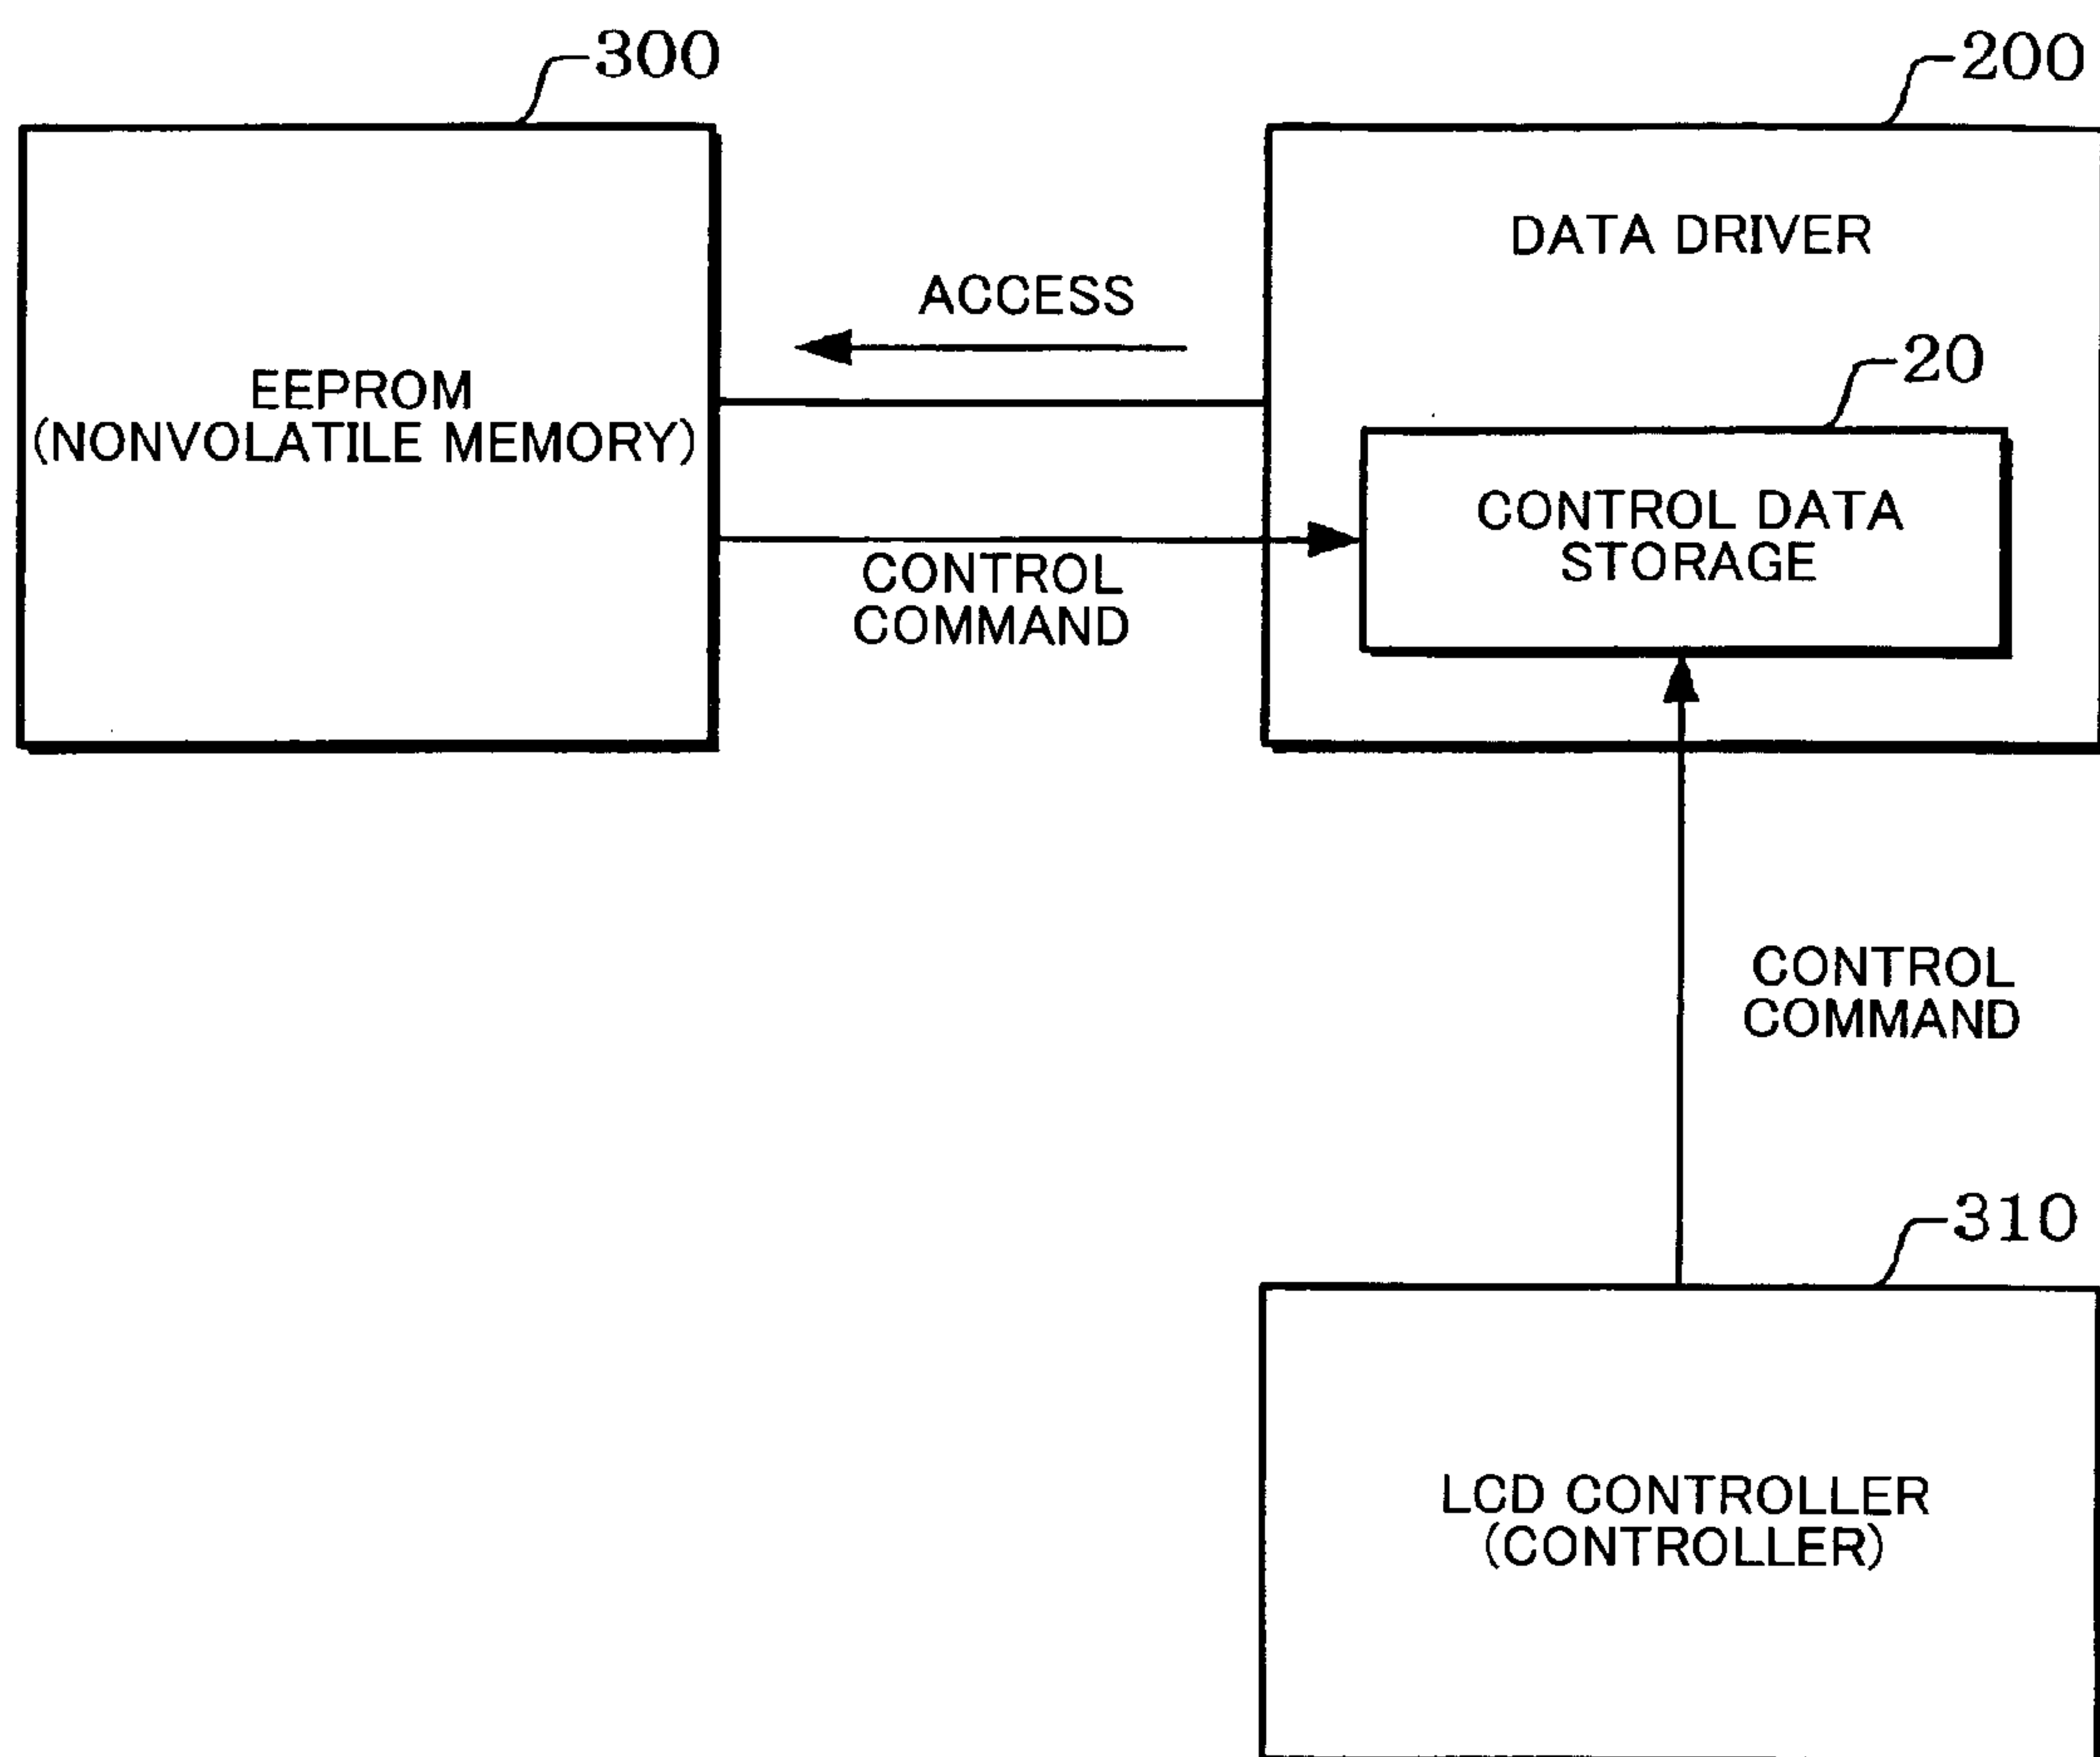 300
200
DATA DRIVER
ACCESS
20
EEPROM
(NONVOLATILE MEMORY)
CONTROL DATA
STORAGE
CONTROL
COMMAND
CONTROL
COMMAND
310
LCD CONTROLLER
(CONTROLLER)